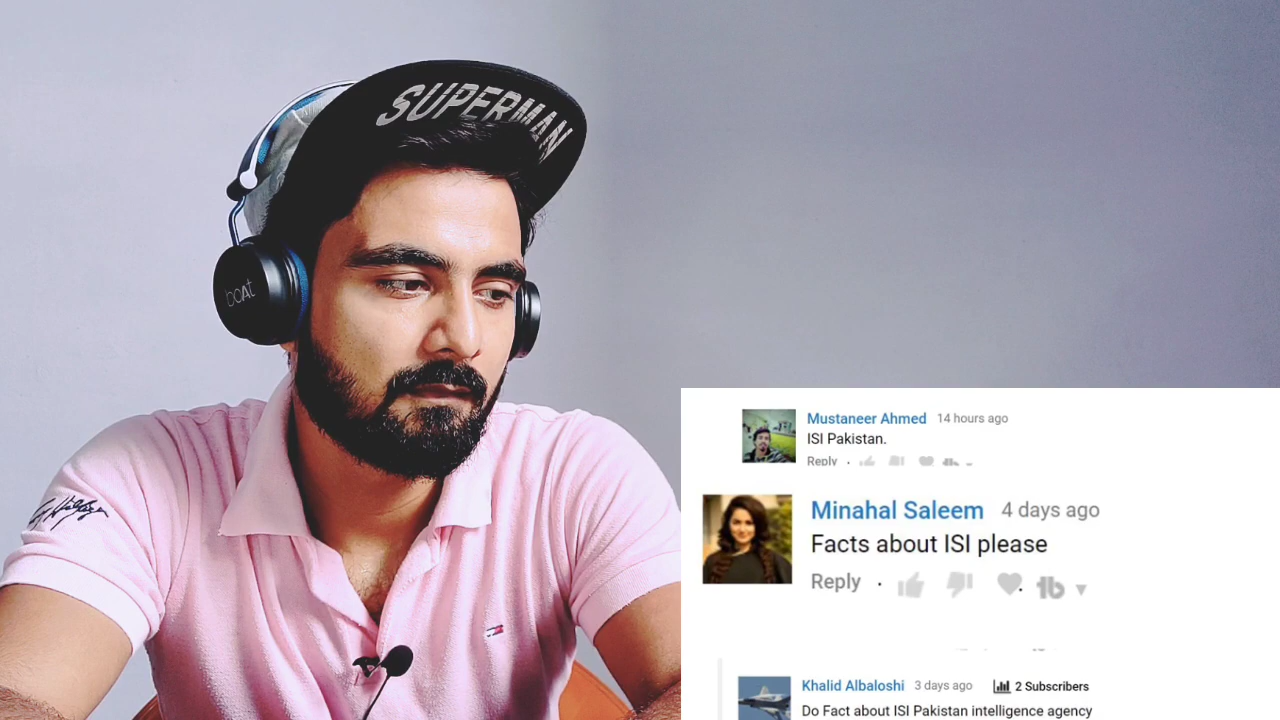 SUPERMAN
boAt
Mustaneer Ahmed 14 hours ago
ISI Pakistan.
Reply
Minahal Saleem 4 days ago
Facts about ISI please
Reply
Khalid Albaloshi 3 days ago 2 Subscribers
Do Fact about ISI Pakistan intelligence agency